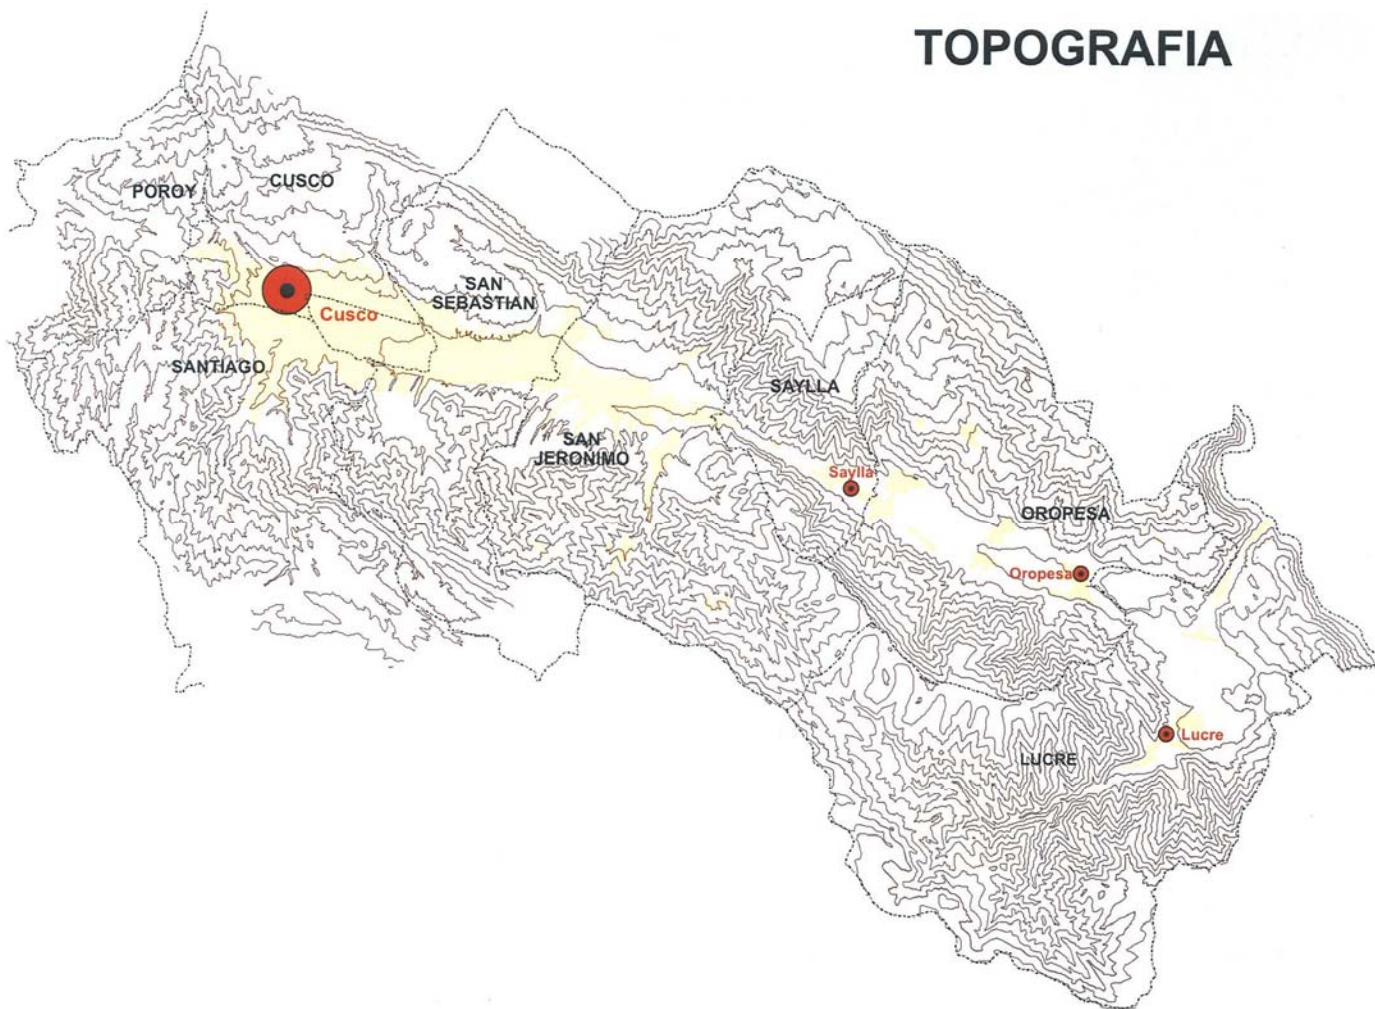 TOPOGRAFIA
POROY
CUSCO
SAN
SEBASTIAN
Cusco
SANTIAGO
SAYLLA
SAN
JERONIMO
Saylla
OROPESA
Oropesa
Lucre
LUCRE